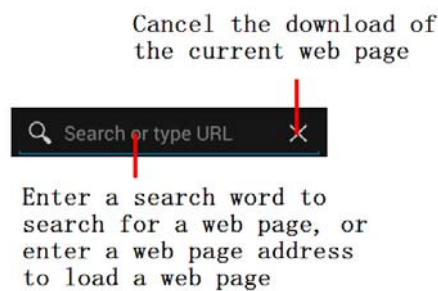 Cancel the download of
the current web page
Search or type URL
Enter a search word to
search for a web page, or
enter a web page address
to load a web page